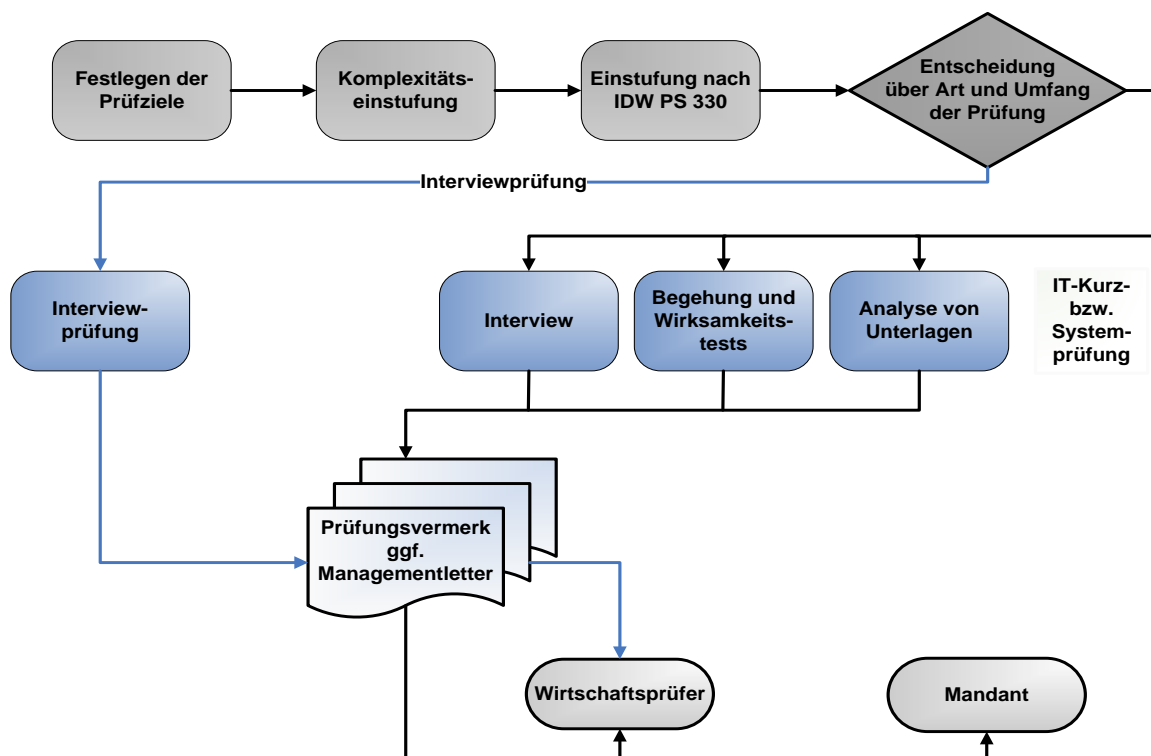 Festlegen der
Prüfziele
Komplexitäts-
einstufung
Einstufung nach
IDW PS 330
Entscheidung
über Art und Umfang
der Prüfung
Interviewprüfung
Interview-
prüfung
Interview
Begehung und
Wirksamkeits-
tests
Analyse von
Unterlagen
IT-Kurz-
bzw.
System-
prüfung
Prüfungsvermerk
ggf.
Managementletter
Wirtschaftsprüfer
Mandant